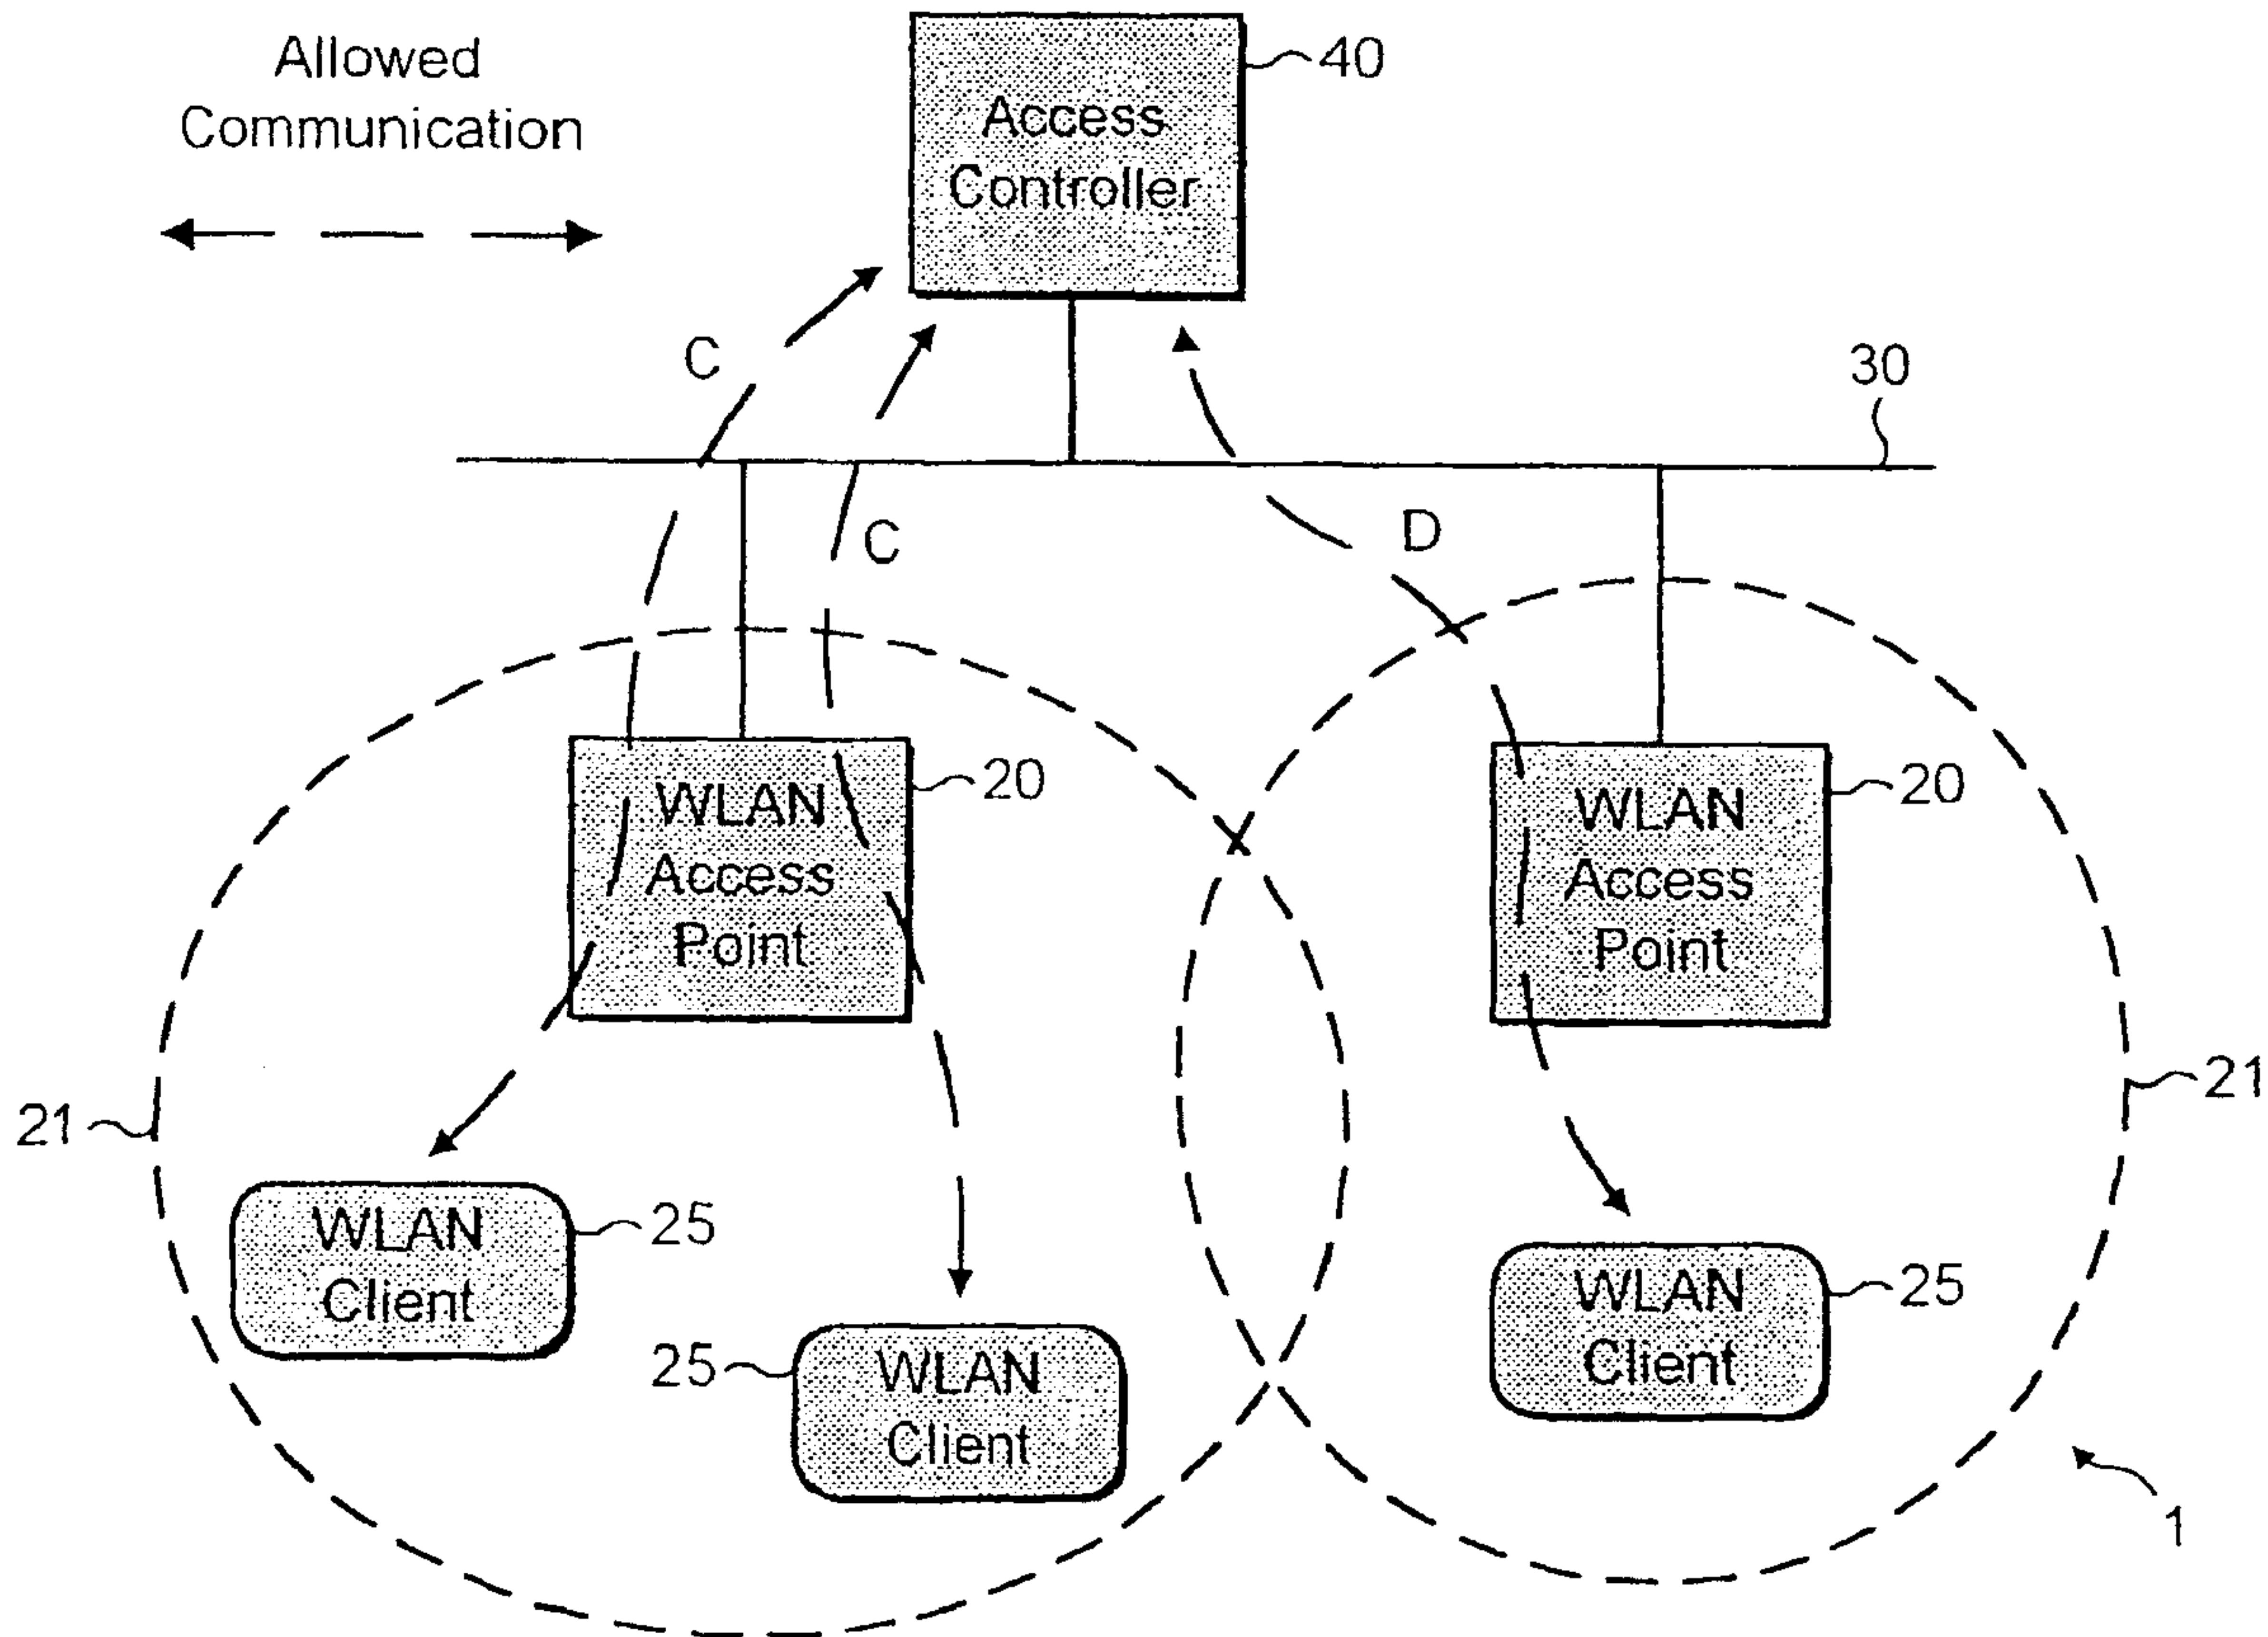 Allowed
Communication
Access
Controller
40
C
30
C
D
WLAN
Access
Point
20
WLAN
Access
Point
20
21
21
WLAN
Client
25
WLAN
Client
25
25
WLAN
Client
1